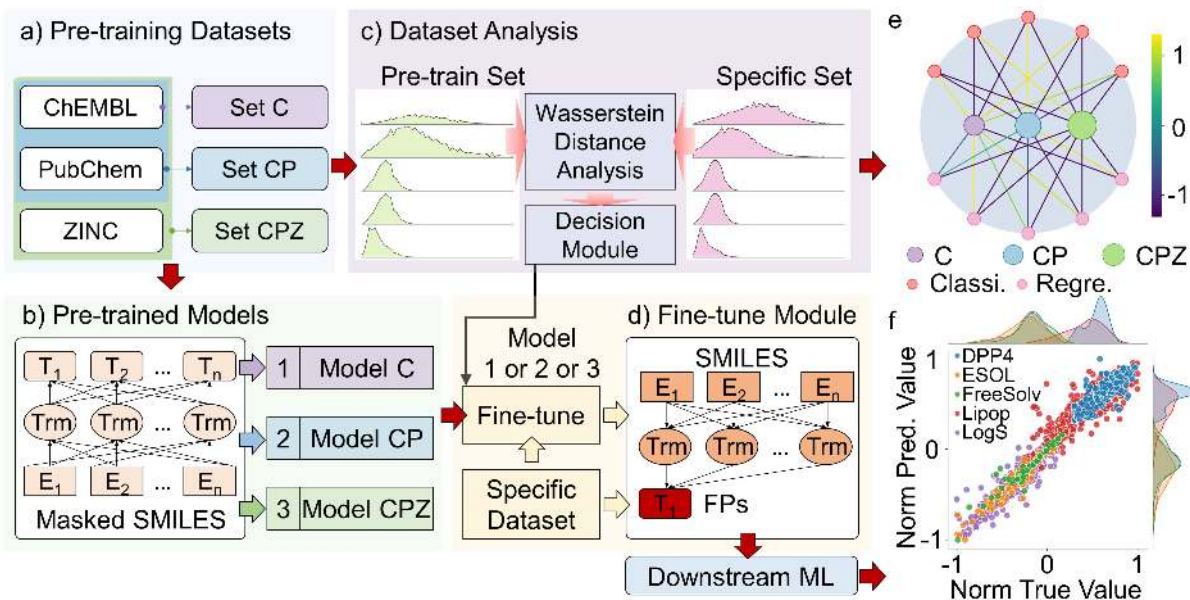 a) Pre-training Datasets
ChEMBL
Set C
PubChem
Set CP
ZINC
Set CPZ
c) Dataset Analysis
Pre-train Set
Specific Set
Wasserstein
Distance
Analysis
Decision
Module
e
1
0
-1
C
CP
CPZ
Classi.
Regre.
b) Pre-trained Models
T1 T2 ... Tn
Trm Trm ... Trm
E1 E2 ... En
Masked SMILES
1 Model C
2 Model CP
3 Model CPZ
Model
1 or 2 or 3
Fine-tune
Specific
Dataset
d) Fine-tune Module
SMILES
E1 E2 ... En
Trm Trm ... Trm
T1 FPs
Downstream ML
f
DPP4
ESOL
FreeSolv
Lipop
LogS
Norm Pred. Value
1
0
-1
-1 0 1
Norm True Value